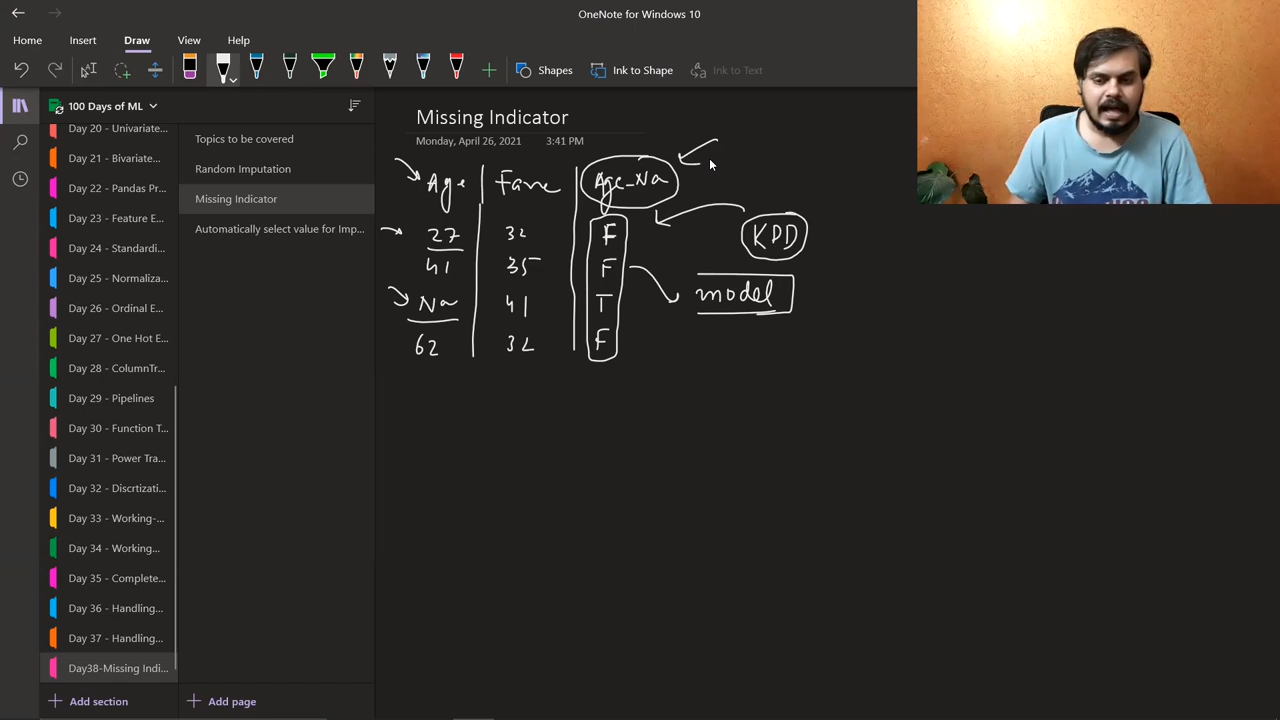 OneNote for Windows 10
Home Insert Draw View Help
Shapes Ink to Shape Ink to Text
100 Days of ML
Day 20 - Univariate...
Day 21 - Bivariate...
Day 22 - Pandas Pr...
Day 23 - Feature E...
Day 24 - Standardi...
Day 25 - Normaliza...
Day 26 - Ordinal E...
Day 27 - One Hot E...
Day 28 - ColumnTr...
Day 29 - Pipelines
Day 30 - Function T...
Day 31 - Power Tra...
Day 32 - Discrtizati...
Day 33 - Working-...
Day 34 - Working...
Day 35 - Complete...
Day 36 - Handling...
Day 37 - Handling...
Day38-Missing Indi...
Add section
Topics to be covered
Random Imputation
Missing Indicator
Automatically select value for Imp...
Add page
Missing Indicator
Monday, April 26, 2021 3:41 PM
Age Fare Age_Na
27 32 F
41 35 F
Na 41 T
62 32 F
KPD
model